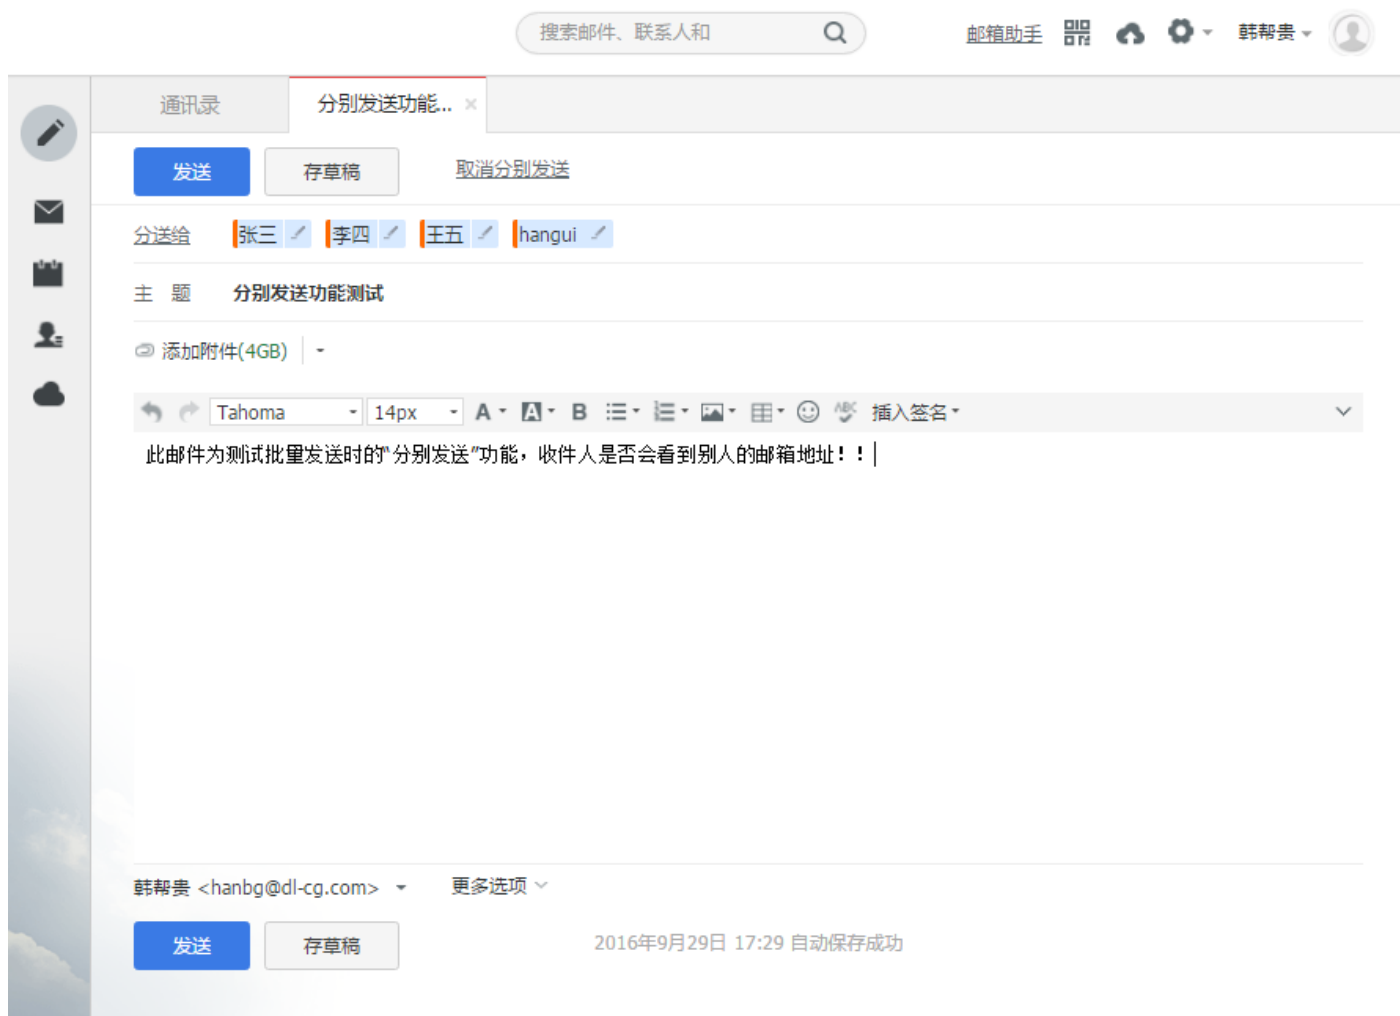 搜索邮件、联系人和
邮箱助手
韩帮贵
通讯录
分别发送功能...
发送
存草稿
取消分别发送
分送给 张三 李四 王五 hangui
主 题 分别发送功能测试
添加附件(4GB)
Tahoma 14px A A B ABC 插入签名
此邮件为测试批量发送时的“分别发送”功能，收件人是否会看到别人的邮箱地址！！
韩帮贵 <hanbg@dl-cg.com> 更多选项
发送 存草稿 2016年9月29日 17:29 自动保存成功